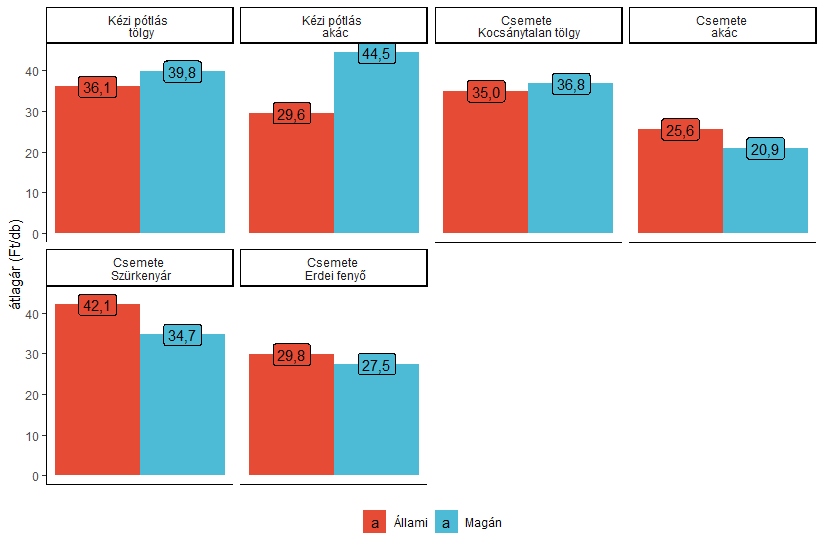 Kézi pótlás
tölgy
Kézi pótlás
akác
Csemete
Kocsánytalan tölgy
Csemete
akác
átlagár (Ft/db)
40
30
20
10
0
36,1
39,8
29,6
44,5
35,0
36,8
25,6
20,9
Csemete
Szürkenyár
Csemete
Erdei fenyő
40
30
20
10
0
42,1
34,7
29,8
27,5
a Állami a Magán